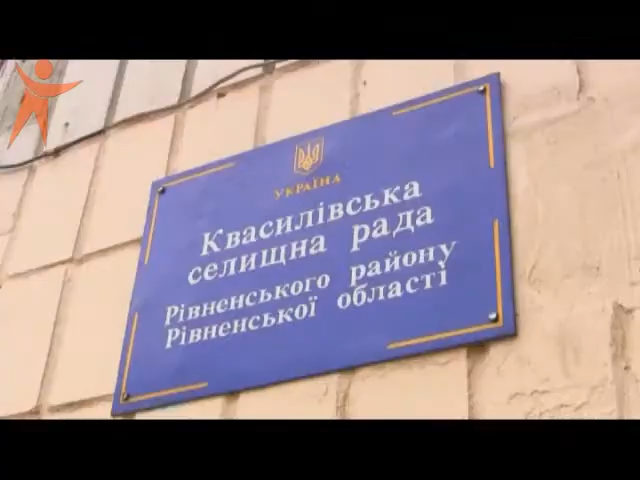 УКРАЇНА
Квасилівська
селищна рада
Рівненського району
Рівненської області